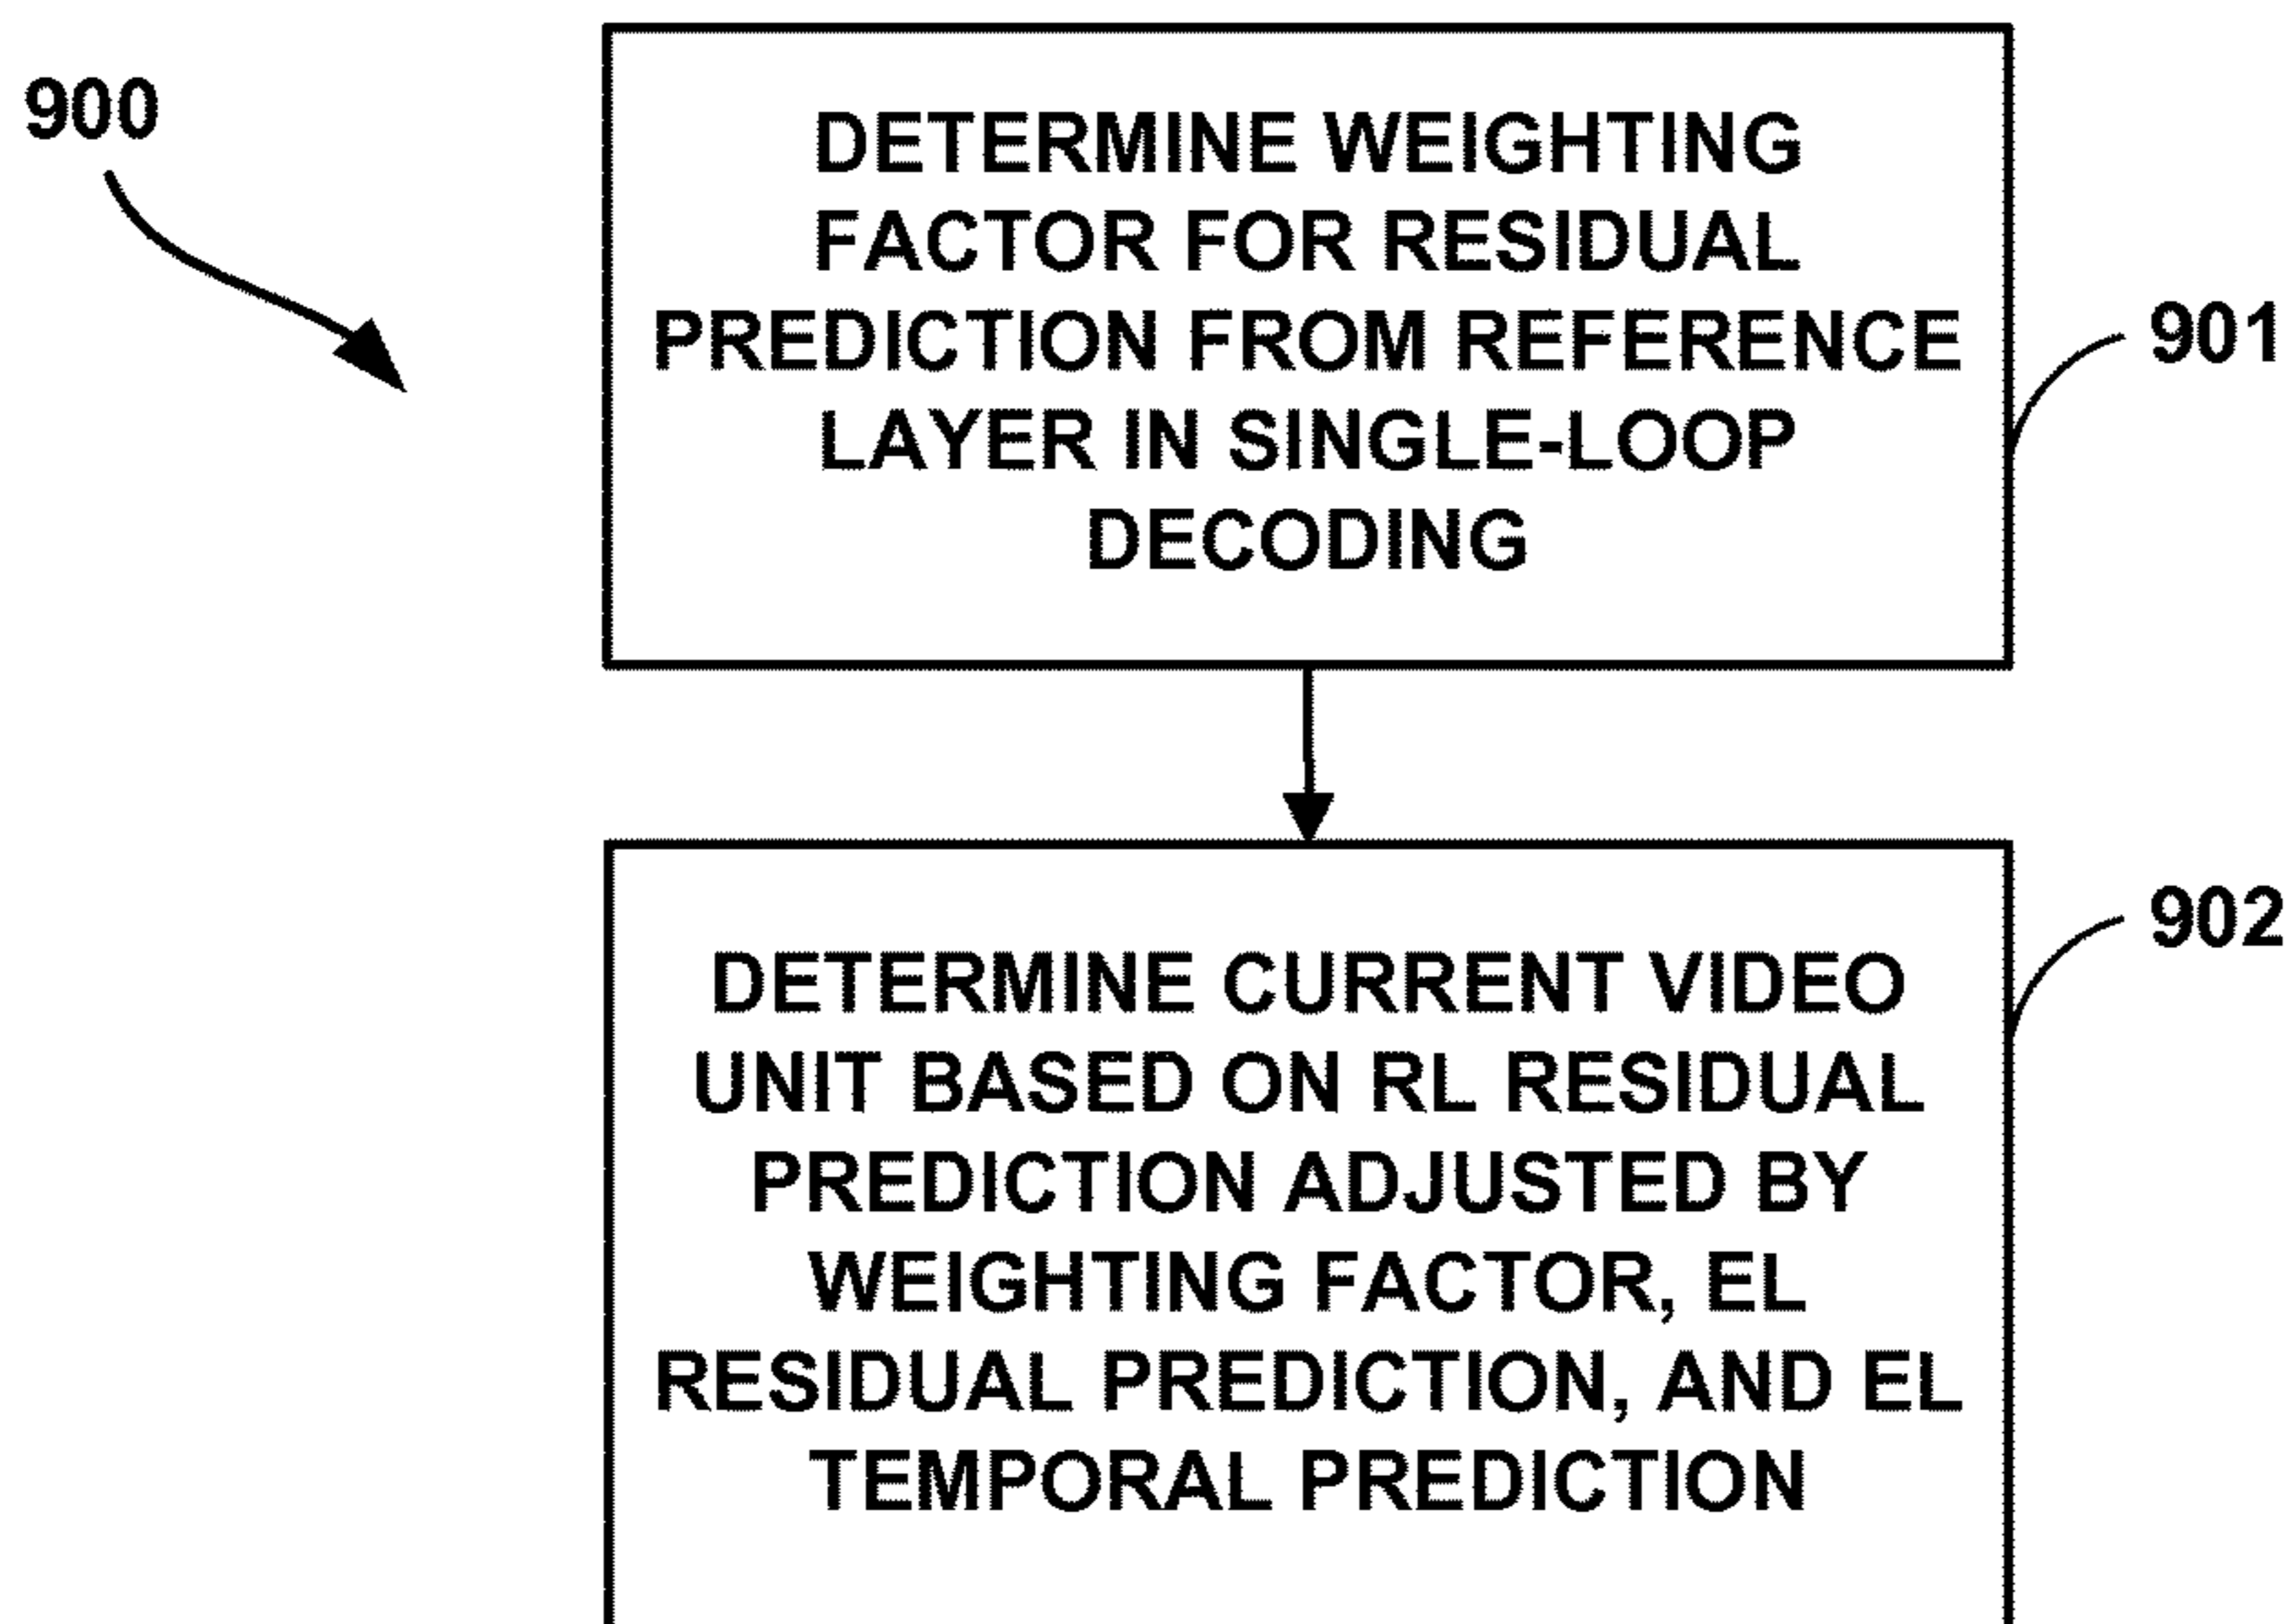 900
DETERMINE WEIGHTING
FACTOR FOR RESIDUAL
PREDICTION FROM REFERENCE
LAYER IN SINGLE-LOOP
DECODING
901
DETERMINE CURRENT VIDEO
UNIT BASED ON RL RESIDUAL
PREDICTION ADJUSTED BY
WEIGHTING FACTOR, EL
RESIDUAL PREDICTION, AND EL
TEMPORAL PREDICTION
902